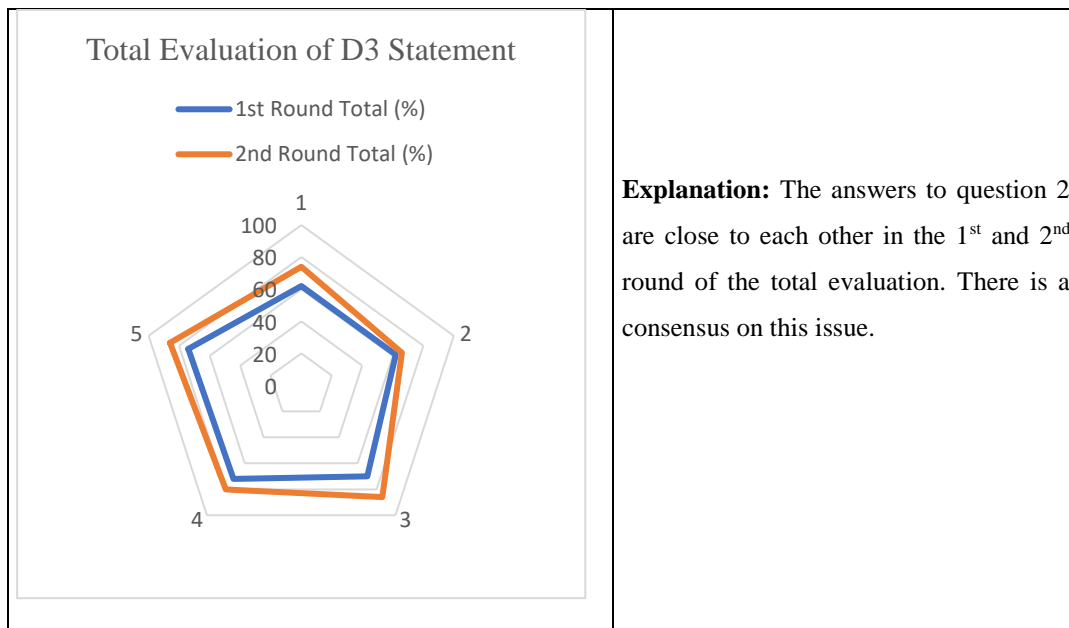 Total Evaluation of D3 Statement
1st Round Total (%)
2nd Round Total (%)
1
100
80
60
40
20
0
5
2
4
3
Explanation: The answers to question 2
are close to each other in the 1st and 2nd
round of the total evaluation. There is a
consensus on this issue.